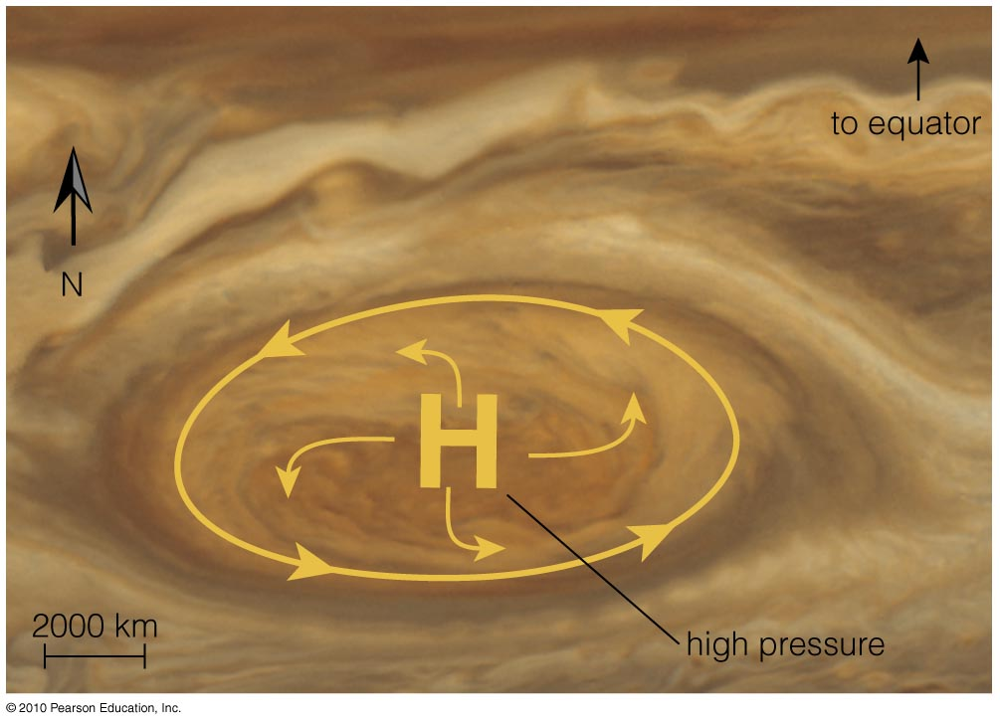 to equator
N
H
2000 km
high pressure
© 2010 Pearson Education, Inc.